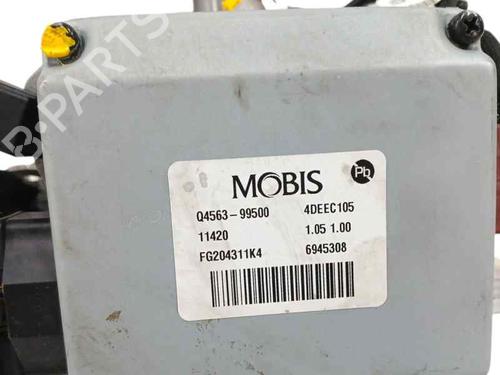 B-PARTS
MOBIS
Pb
Q4563-99500 4DEEC105
11420 1.05 1.00
FG204311K4 6945308